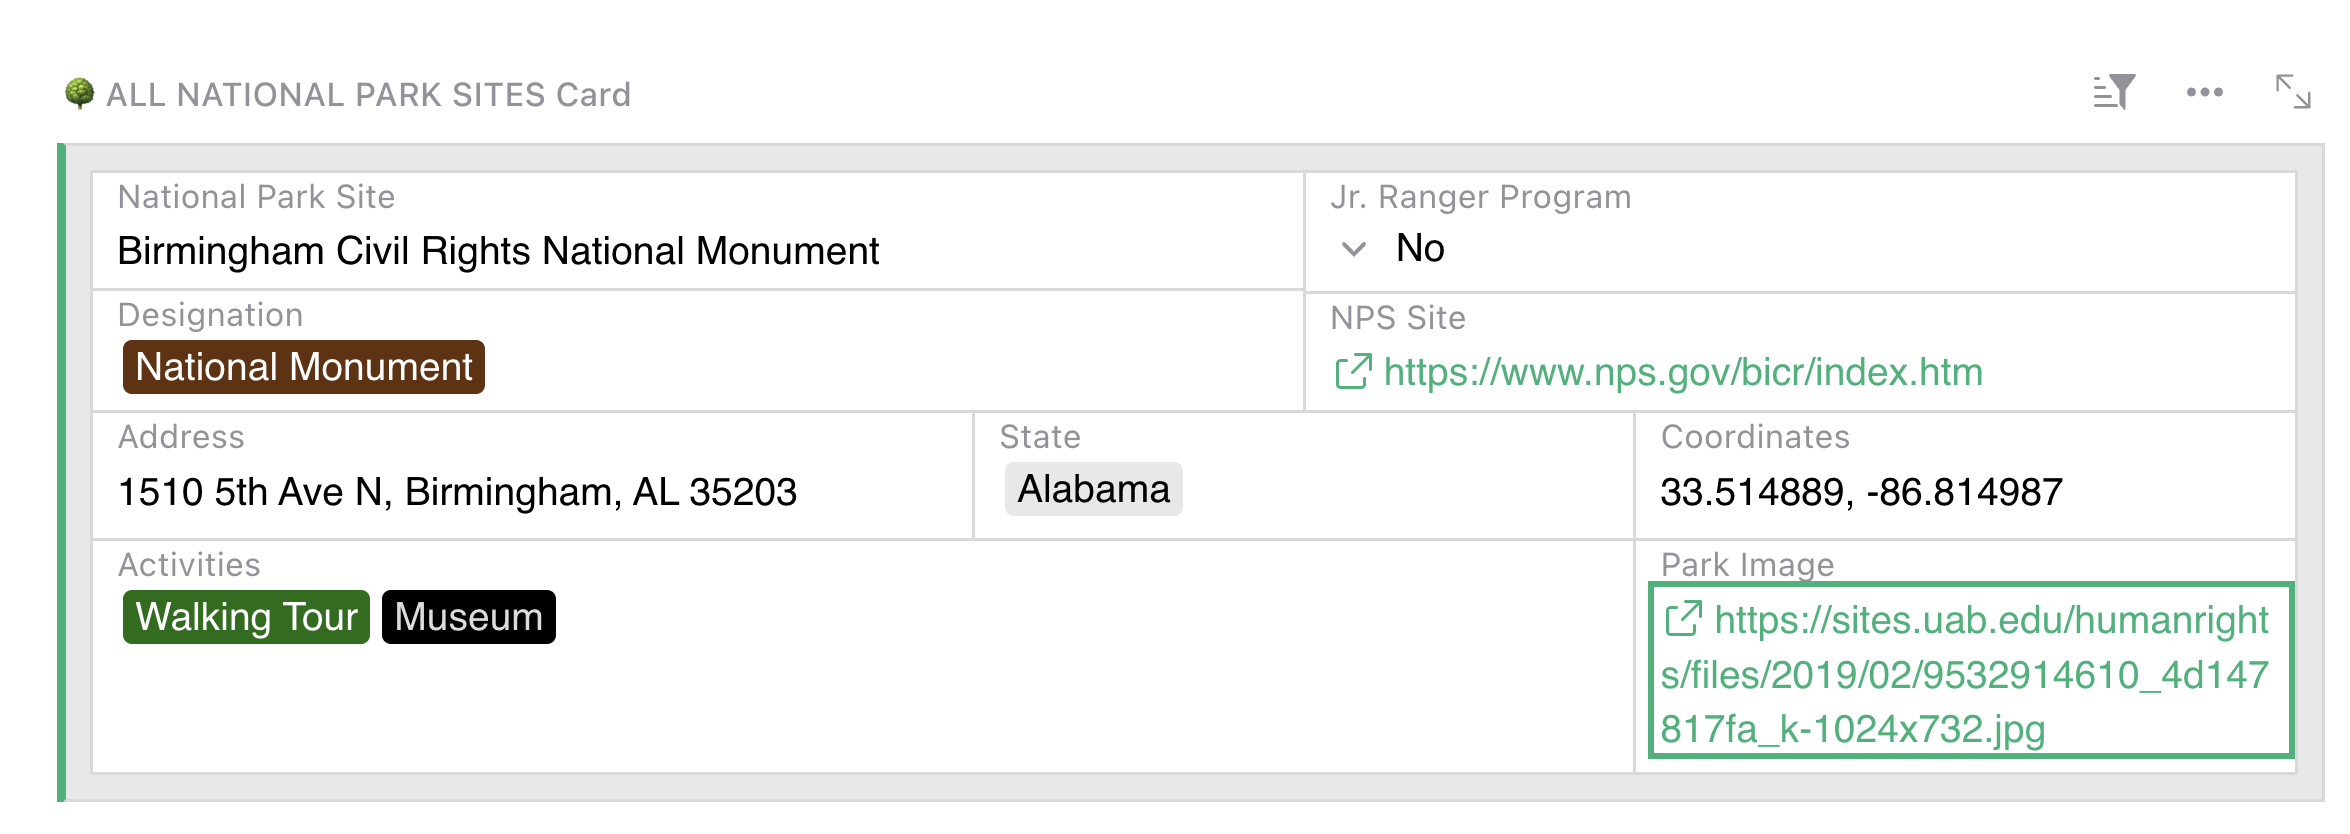 ALL NATIONAL PARK SITES Card
National Park Site
Birmingham Civil Rights National Monument
Jr. Ranger Program
No
Designation
National Monument
NPS Site
https://www.nps.gov/bicr/index.htm
Address
1510 5th Ave N, Birmingham, AL 35203
State
Alabama
Coordinates
33.514889, -86.814987
Activities
Walking Tour Museum
Park Image
https://sites.uab.edu/humanright
s/files/2019/02/9532914610_4d147
817fa_k-1024x732.jpg